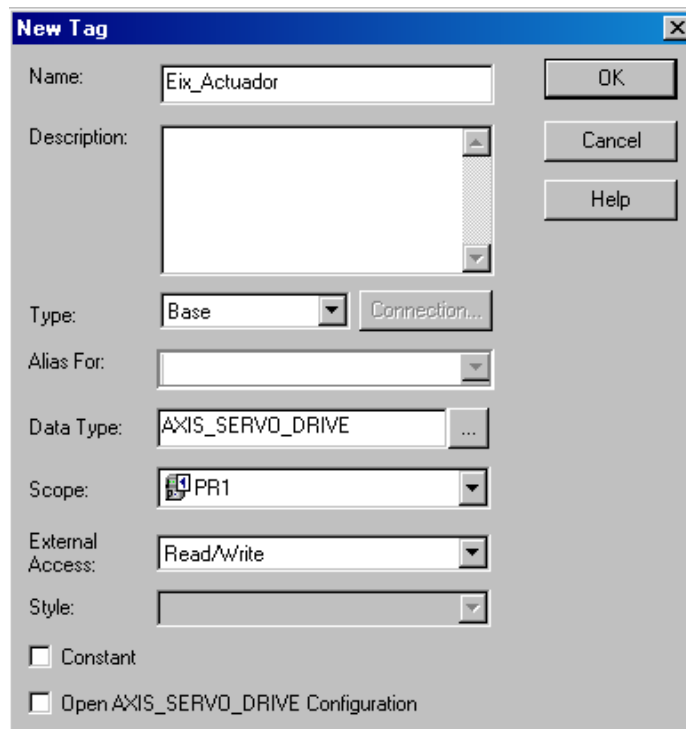 New Tag
Name: Eix_Actuador OK
Description: Cancel
Help
Type: Base Connection...
Alias For:
Data Type: AXIS_SERVO_DRIVE ...
Scope: PR1
External
Access: Read/Write
Style:
Constant
Open AXIS_SERVO_DRIVE Configuration